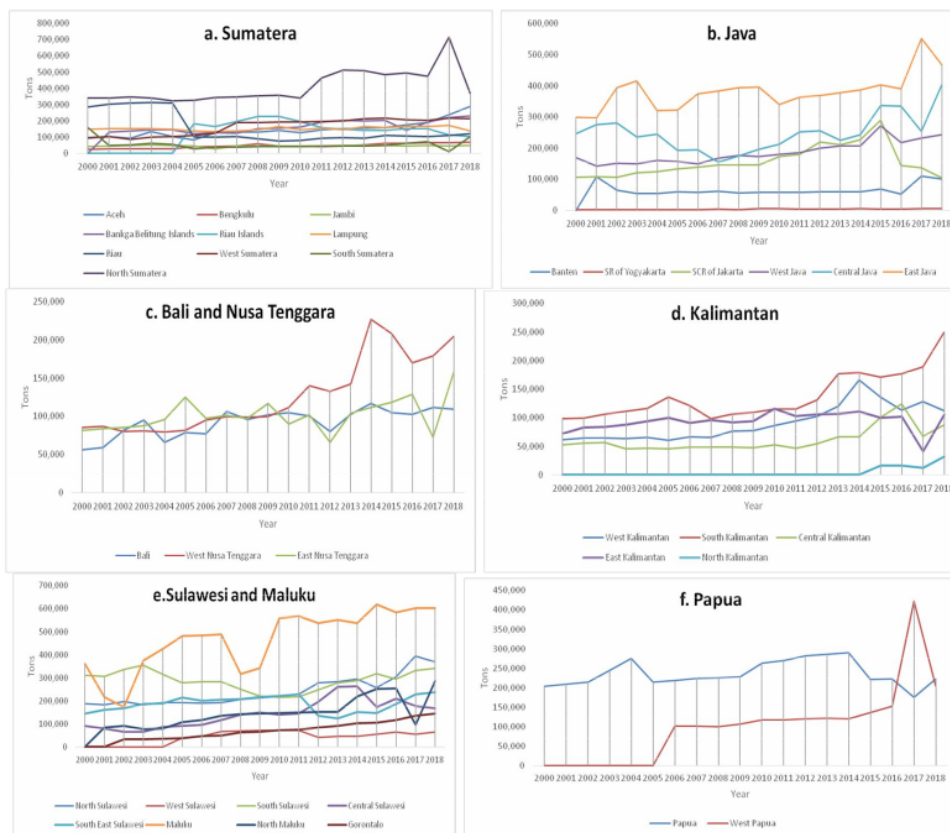 a. Sumatera
800,000
700,000
600,000
500,000
400,000
300,000
200,000
100,000
0
Tons
2000 2001 2002 2003 2004 2005 2006 2007 2008 2009 2010 2011 2012 2013 2014 2015 2016 2017 2018
Year
Aceh Bengkulu Jambi
Bankga Belitung Islands Riau Islands Lampung
Riau West Sumatera South Sumatera
North Sumatera
b. Java
600,000
500,000
400,000
300,000
200,000
100,000
0
Tons
2000 2001 2002 2003 2004 2005 2006 2007 2008 2009 2010 2011 2012 2013 2014 2015 2016 2017 2018
Year
Banten SR of Yogyakarta SCR of Jakarta West Java Central Java East Java
c. Bali and Nusa Tenggara
250,000
200,000
150,000
100,000
50,000
0
Tons
2000 2001 2002 2003 2004 2005 2006 2007 2008 2009 2010 2011 2012 2013 2014 2015 2016 2017 2018
Year
Bali West Nusa Tenggara East Nusa Tenggara
d. Kalimantan
300,000
250,000
200,000
150,000
100,000
50,000
0
Tons
2000 2001 2002 2003 2004 2005 2006 2007 2008 2009 2010 2011 2012 2013 2014 2015 2016 2017 2018
Year
West Kalimantan South Kalimantan Central Kalimantan
East Kalimantan North Kalimantan
e.Sulawesi and Maluku
700,000
600,000
500,000
400,000
300,000
200,000
100,000
0
Tons
2000 2001 2002 2003 2004 2005 2006 2007 2008 2009 2010 2011 2012 2013 2014 2015 2016 2017 2018
Year
North Sulawesi West Sulawesi South Sulawesi Central Sulawesi
South East Sulawesi Maluku North Maluku Gorontalo
f. Papua
450,000
400,000
350,000
300,000
250,000
200,000
150,000
100,000
50,000
0
Tons
2000 2001 2002 2003 2004 2005 2006 2007 2008 2009 2010 2011 2012 2013 2014 2015 2016 2017 2018
Year
Papua West Papua